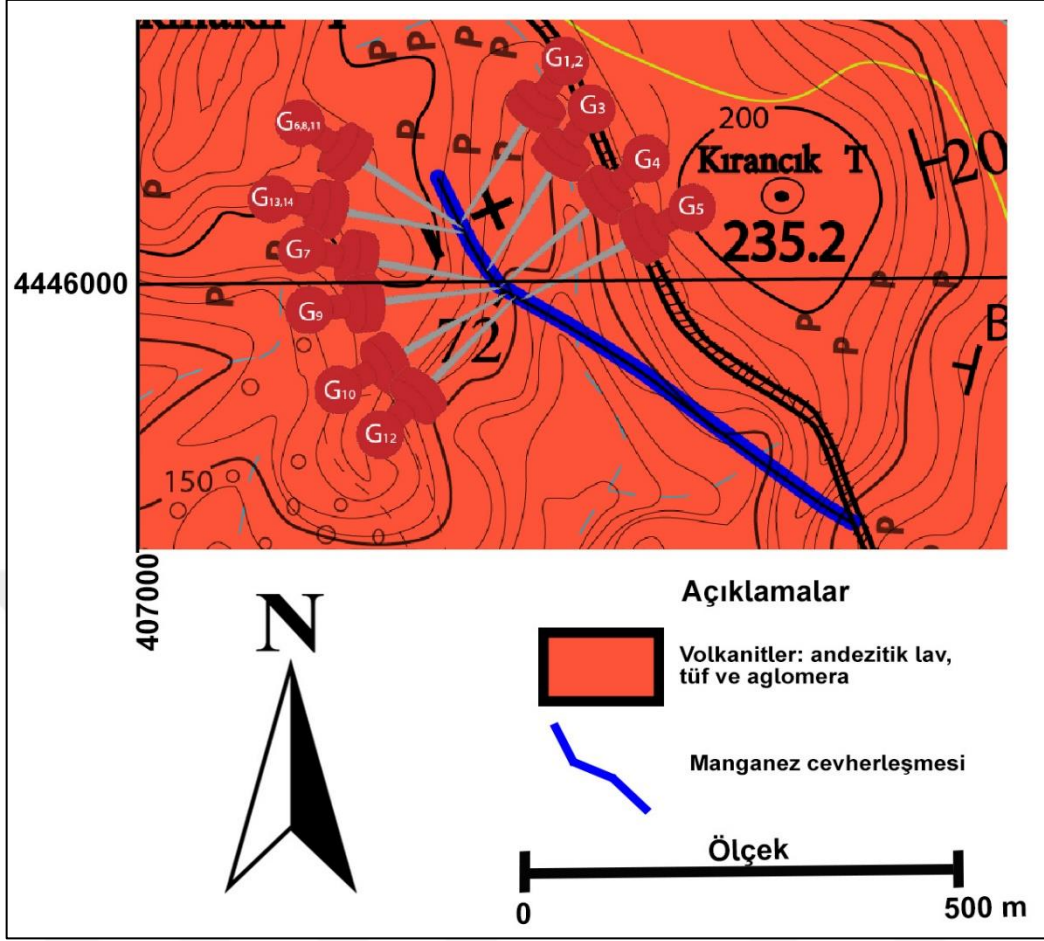 G1,2
G3
G6,8,11
G4
200
Kırancık T
20
G13,14
G5
235.2
G7
4446000
G9
72
B
G10
G12
150
407000
N
Açıklamalar
Volkanitler: andezitik lav,
tüf ve aglomera
Manganez cevherleşmesi
Ölçek
0
500 m
P
P
P
P
P
P
P
P
P
P
P
P
P